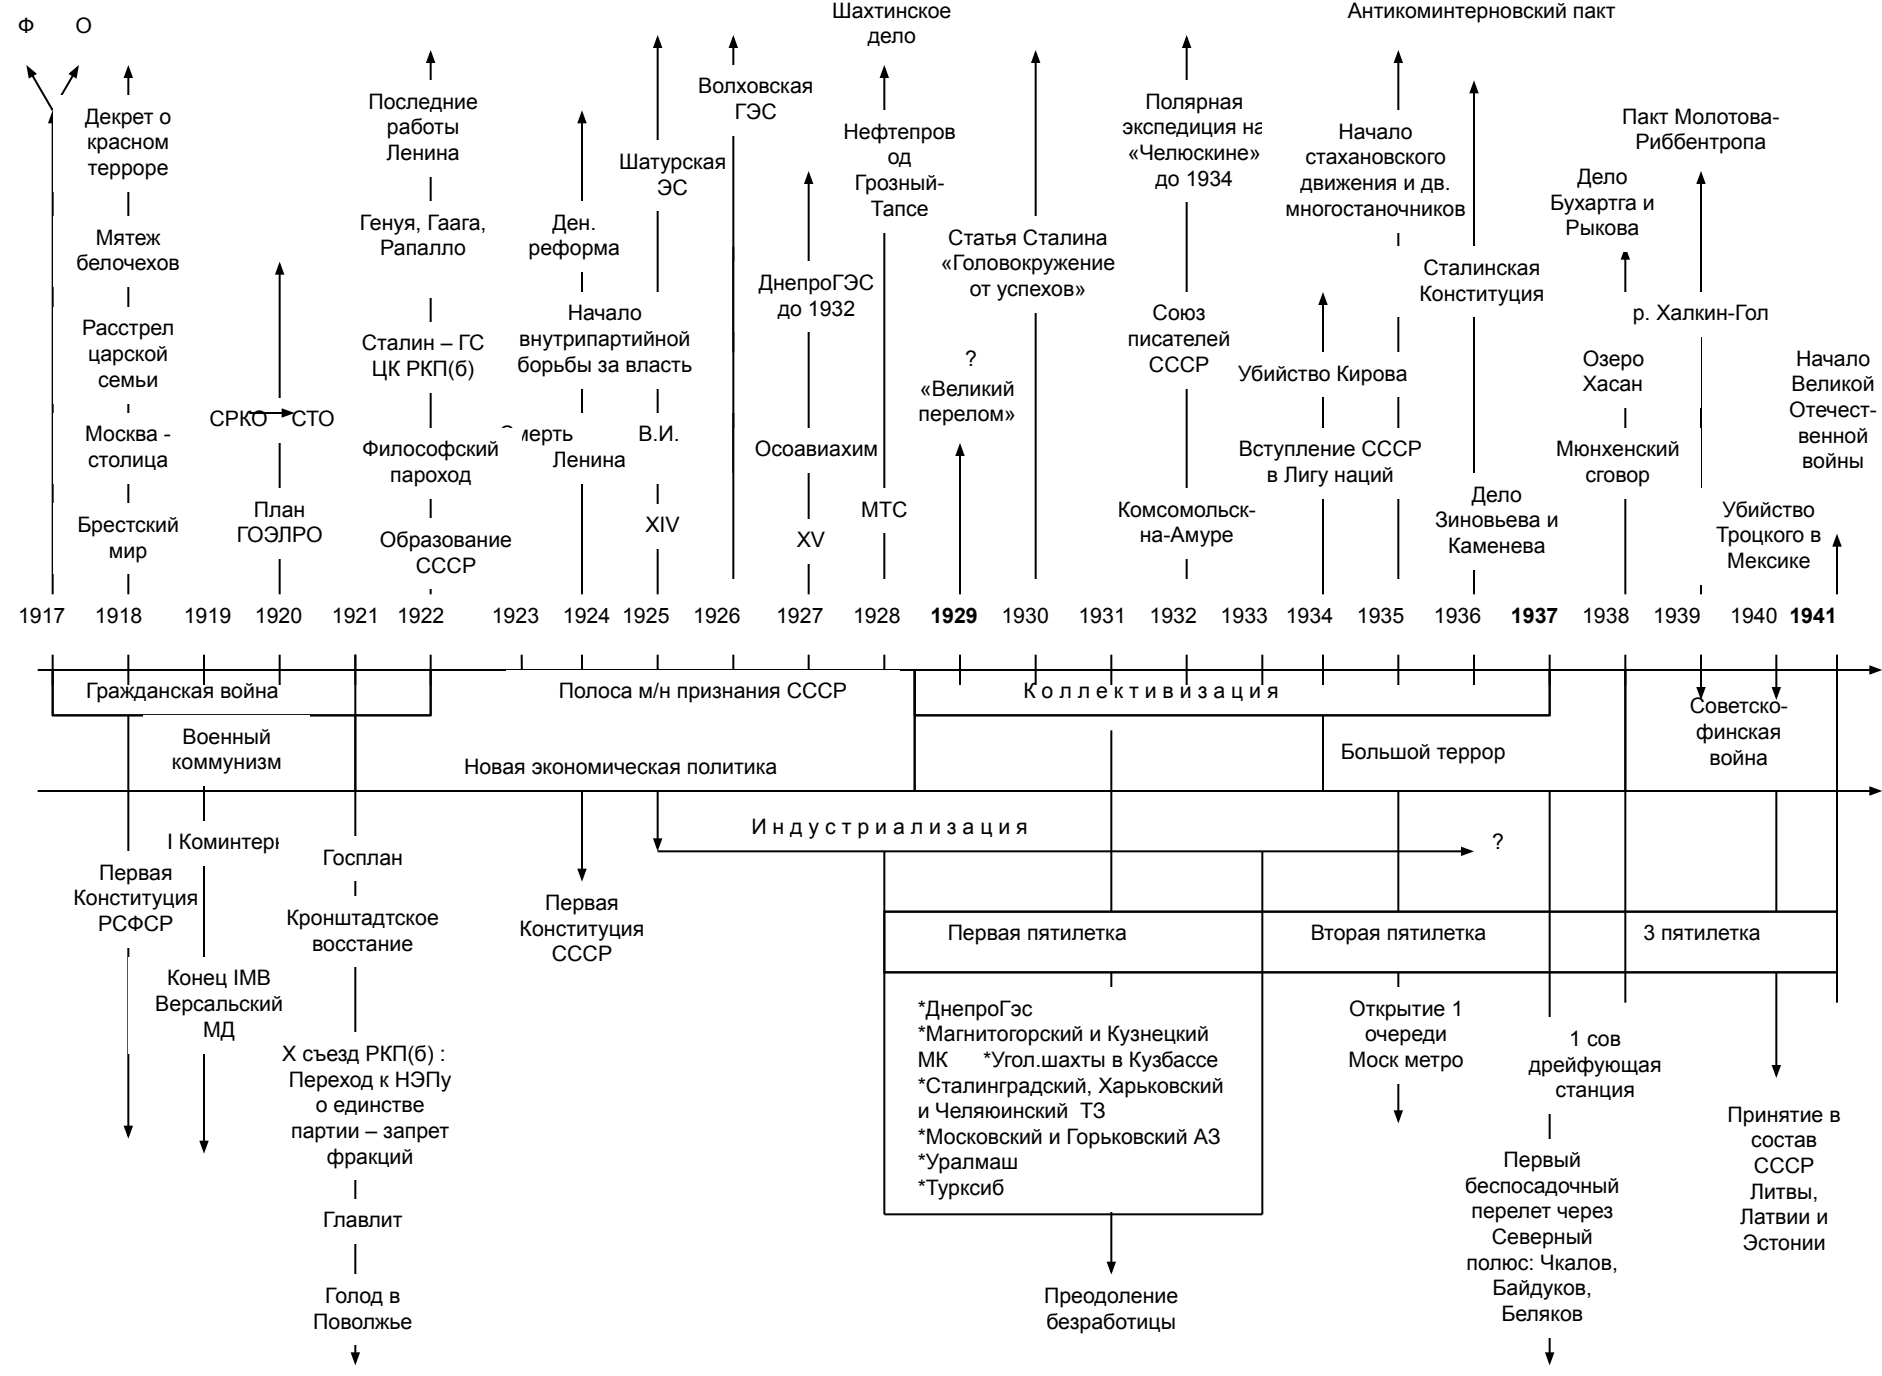 Ф О
Шахтинское
дело
Антикоминтерновский пакт
Декрет о
красном
терроре
Мятеж
белочехов
Расстрел
царской
семьи
Москва -
столица
Брестский
мир
СРКО СТО
План
ГОЭЛРО
Последние
работы
Ленина
Генуя, Гаага,
Рапалло
Сталин – ГС
ЦК РКП(б)
Философский
пароход
Образование
СССР
Ден.
реформа
Начало
внутрипартийной
борьбы за власть
Смерть В.И.
Ленина
Шатурская
ЭС
XIV
Волховская
ГЭС
ДнепроГЭС
до 1932
Осоавиахим
XV
Нефтепров
од
Грозный-
Тапсе
МТС
?
«Великий
перелом»
Статья Сталина
«Головокружение
от успехов»
Полярная
экспедиция на
«Челюскине»
до 1934
Союз
писателей
СССР
Комсомольск-
на-Амуре
Убийство Кирова
Вступление СССР
в Лигу наций
Начало
стахановского
движения и дв.
многостаночников
Сталинская
Конституция
Дело
Зиновьева и
Каменева
Дело
Бухартга и
Рыкова
Озеро
Хасан
Мюнхенский
сговор
Пакт Молотова-
Риббентропа
р. Халкин-Гол
Убийство
Троцкого в
Мексике
Начало
Великой
Отечест-
венной
войны
1917 1918 1919 1920 1921 1922 1923 1924 1925 1926 1927 1928 1929 1930 1931 1932 1933 1934 1935 1936 1937 1938 1939 1940 1941
Гражданская война
Полоса м/н признания СССР
Коллективизация
Военный
коммунизм
Новая экономическая политика
Большой террор
Советско-
финская
война
Индустриализация ?
I Коминтерн
Первая
Конституция
РСФСР
Конец IМВ
Версальский
МД
Госплан
Кронштадтское
восстание
X съезд РКП(б) :
Переход к НЭПу
о единстве
партии – запрет
фракций
Главлит
Голод в
Поволжье
Первая
Конституция
СССР
Первая пятилетка Вторая пятилетка 3 пятилетка
*ДнепроГэс
*Магнитогорский и Кузнецкий
МК *Угол.шахты в Кузбассе
*Сталинградский, Харьковский
и Челяюинский ТЗ
*Московский и Горьковский АЗ
*Уралмаш
*Турксиб
Преодоление
безработицы
Открытие 1
очереди
Моск метро
1 сов
дрейфующая
станция
Первый
беспосадочный
перелет через
Северный
полюс: Чкалов,
Байдуков,
Беляков
Принятие в
состав
СССР
Литвы,
Латвии и
Эстонии